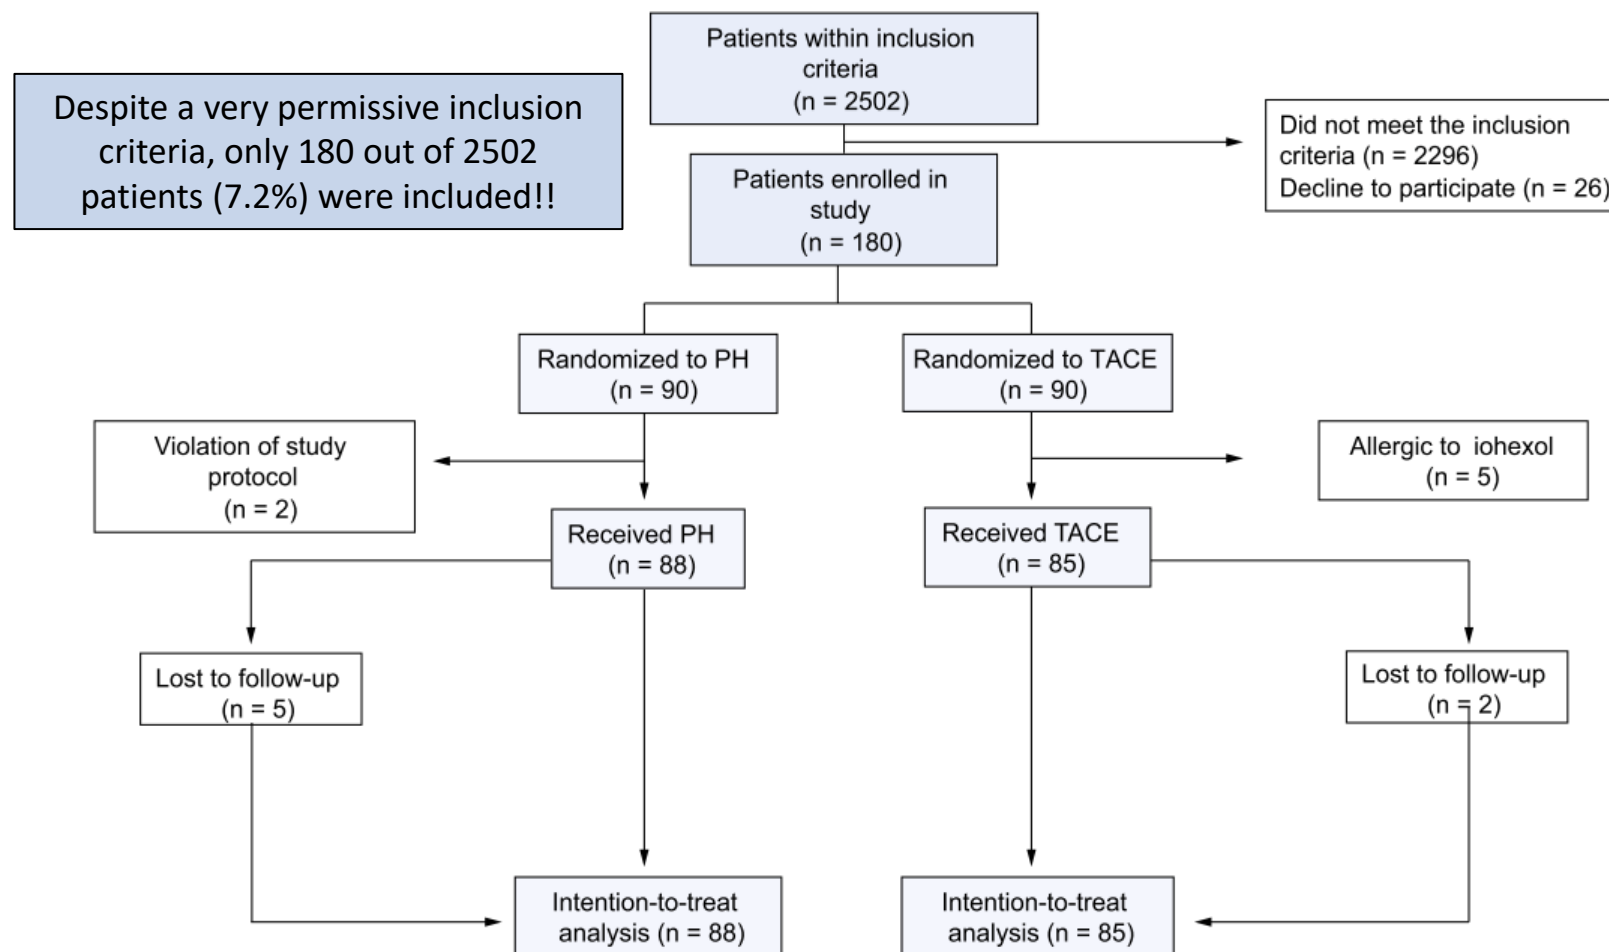 Despite a very permissive inclusion
criteria, only 180 out of 2502
patients (7.2%) were included!!
Patients within inclusion
criteria
(n = 2502)
Did not meet the inclusion
criteria (n = 2296)
Decline to participate (n = 26)
Patients enrolled in
study
(n = 180)
Randomized to PH
(n = 90)
Randomized to TACE
(n = 90)
Violation of study
protocol
(n = 2)
Allergic to iohexol
(n = 5)
Received PH
(n = 88)
Received TACE
(n = 85)
Lost to follow-up
(n = 5)
Lost to follow-up
(n = 2)
Intention-to-treat
analysis (n = 88)
Intention-to-treat
analysis (n = 85)